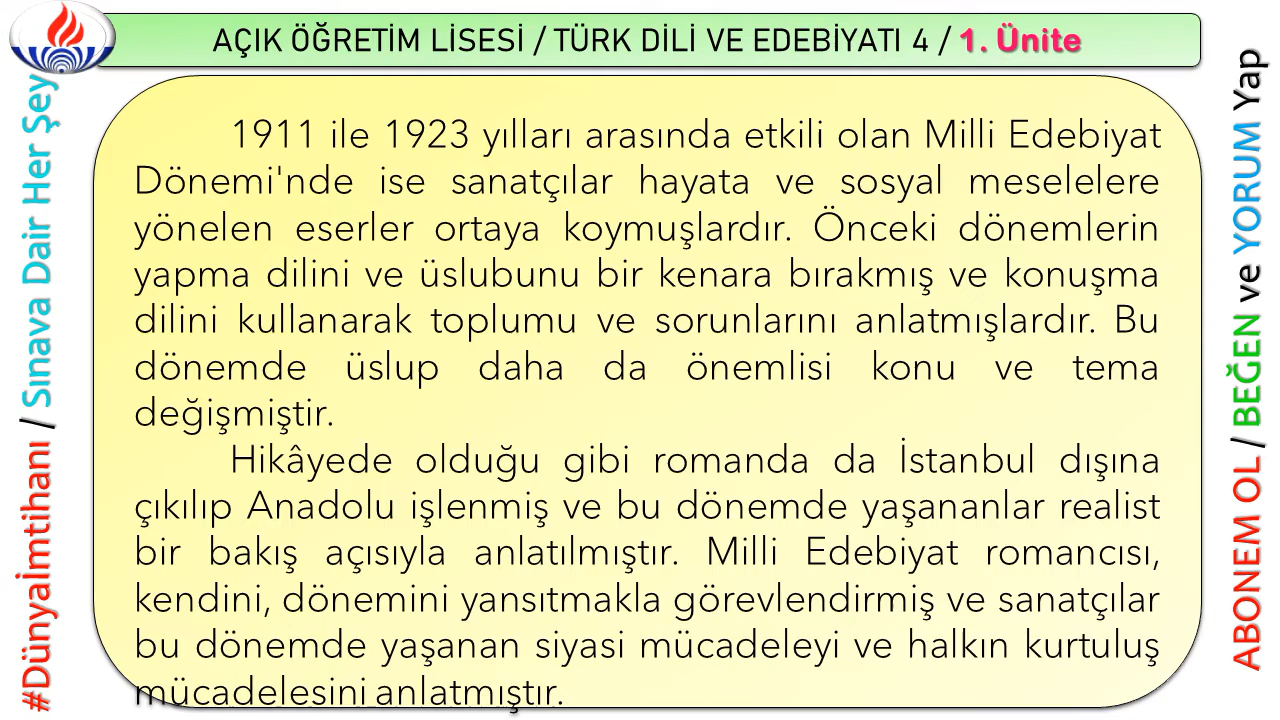 AÇIK ÖĞRETİM LİSESİ / TÜRK DİLİ VE EDEBİYATI 4 / 1. Ünite
#Dünyaİmtihanı / Sınava Dair Her Şey
1911 ile 1923 yılları arasında etkili olan Milli Edebiyat
Dönemi'nde ise sanatçılar hayata ve sosyal meselelere
yönelen eserler ortaya koymuşlardır. Önceki dönemlerin
yapma dilini ve üslubunu bir kenara bırakmış ve konuşma
dilini kullanarak toplumu ve sorunlarını anlatmışlardır. Bu
dönemde üslup daha da önemlisi konu ve tema
değişmiştir.
Hikâyede olduğu gibi romanda da İstanbul dışına
çıkılıp Anadolu işlenmiş ve bu dönemde yaşananlar realist
bir bakış açısıyla anlatılmıştır. Milli Edebiyat romancısı,
kendini, dönemini yansıtmakla görevlendirmiş ve sanatçılar
bu dönemde yaşanan siyasi mücadeleyi ve halkın kurtuluş
mücadelesini anlatmıştır.
ABONEM OL / BEĞEN ve YORUM Yap